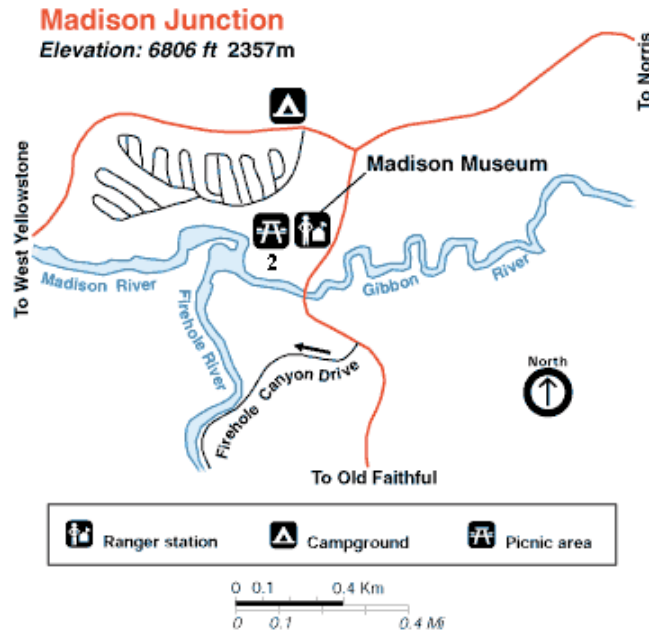 Madison Junction
Elevation: 6806 ft 2357m
To Norris
Madison Museum
To West Yellowstone
2
Madison River
Gibbon
River
Firehole River
Firehole Canyon Drive
North
To Old Faithful
Ranger station
Campground
Picnic area
0 0.1 0.4 Km
0 0.1 0.4 Mi